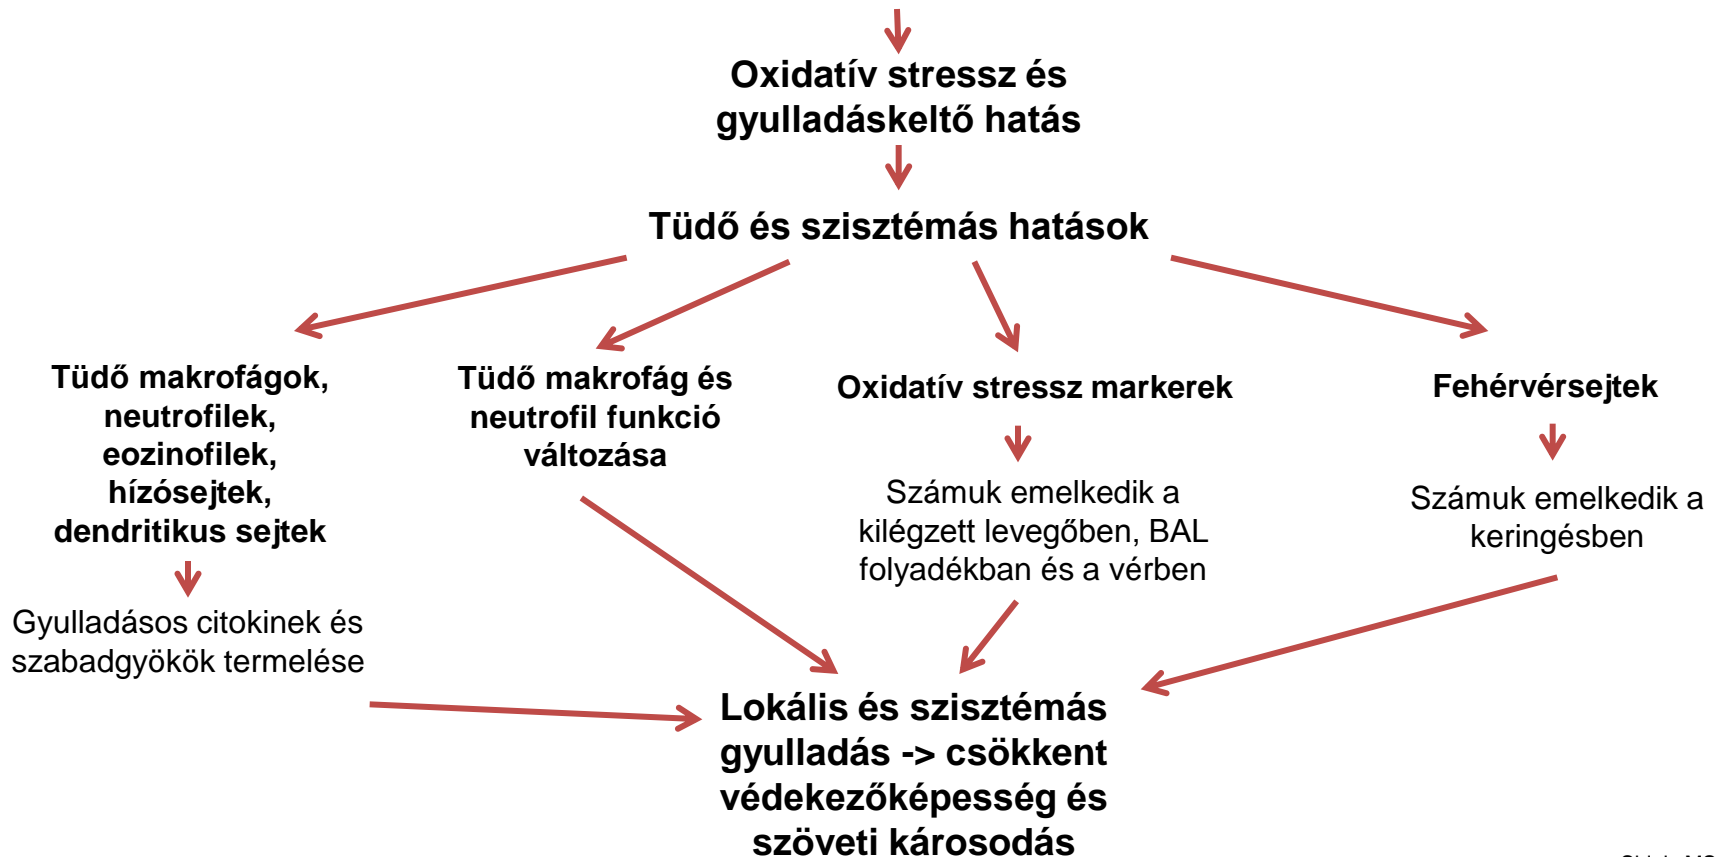 Oxidatív stressz és
gyulladáskeltő hatás
Tüdő és szisztémás hatások
Tüdő makrofágok,
neutrofilek,
eozinofilek,
hízósejtek,
dendritikus sejtek
Gyulladásos citokinek és
szabadgyökök termelése
Tüdő makrofág és
neutrofil funkció
változása
Oxidatív stressz markerek
Számuk emelkedik a
kilégzett levegőben, BAL
folyadékban és a vérben
Fehérvérsejtek
Számuk emelkedik a
keringésben
Lokális és szisztémás
gyulladás -> csökkent
védekezőképesség és
szöveti károsodás